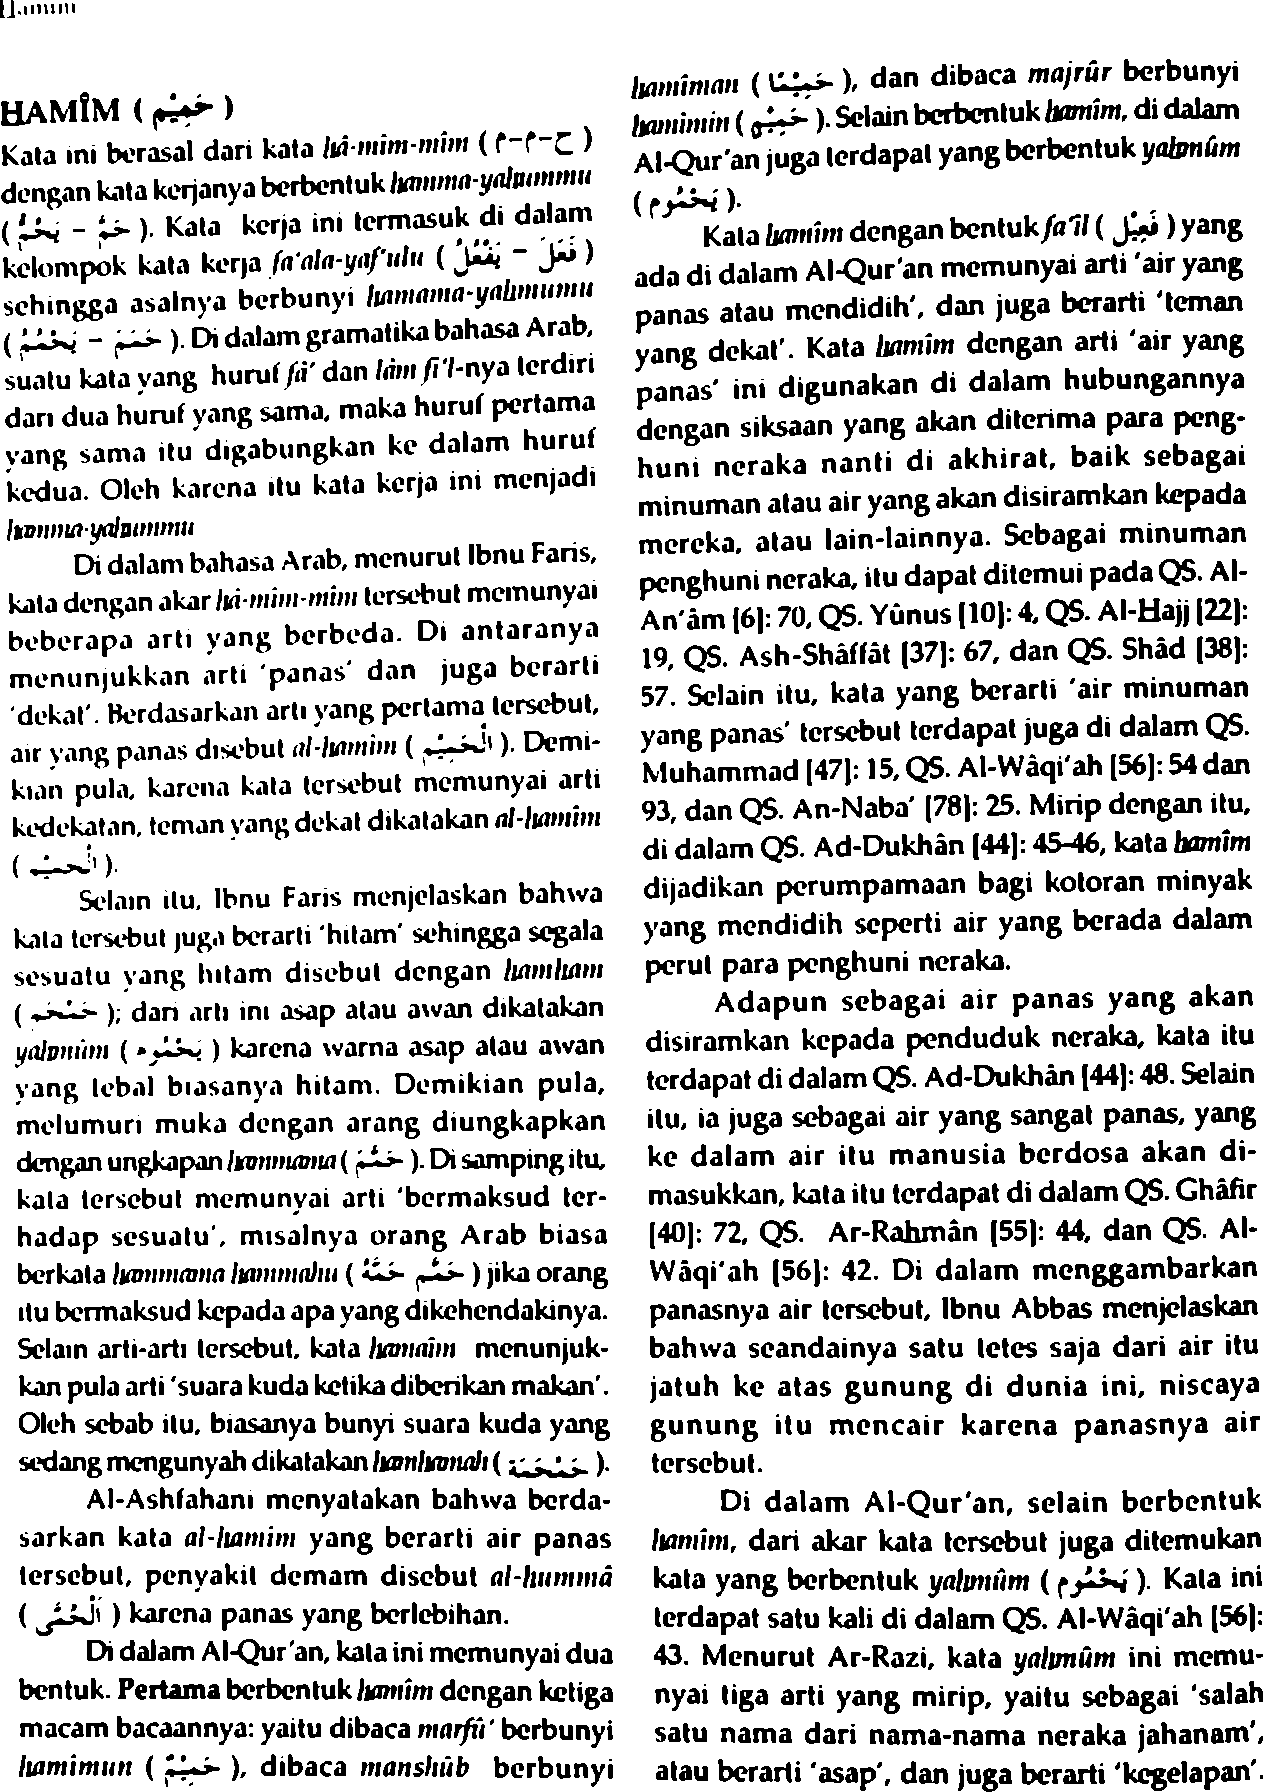 Hamîm
HAMÎM ( حَمِيْم )
Kata ini berasal dari kata hâ-mim-mîm ( ح-م-م )
dengan kata kerjanya berbentuk hamma-yahummu
( حَمَّ – يَحُمُّ ). Kata kerja ini termasuk di dalam
kelompok kata kerja fa'ala-yaf'ulu ( فَعَلَ – يَفْعُلُ )
sehingga asalnya berbunyi hamama-yahmumu
( حَمَمَ – يَحْمُمُ ). Di dalam gramatika bahasa Arab,
suatu kata yang huruf fâ' dan lâm fi'l-nya terdiri
dari dua huruf yang sama, maka huruf pertama
yang sama itu digabungkan ke dalam huruf
kedua. Oleh karena itu kata kerja ini menjadi
hamma-yahummu
Di dalam bahasa Arab, menurut Ibnu Faris,
kata dengan akar hâ-mîm-mîm tersebut memunyai
beberapa arti yang berbeda. Di antaranya
menunjukkan arti 'panas' dan juga berarti
'dekat'. Berdasarkan arti yang pertama tersebut,
air yang panas disebut al-hamîm ( الْحَمِيْم ). Demi-
kian pula, karena kata tersebut memunyai arti
kedekatan, teman yang dekat dikatakan al-hamîm
( الْحَمِيْم ).
Selain itu, Ibnu Faris menjelaskan bahwa
kata tersebut juga berarti 'hitam' sehingga segala
sesuatu yang hitam disebut dengan hamham
( حَمْحَم ); dari arti ini asap atau awan dikatakan
yahmûm ( يَحْمُوْم ) karena warna asap atau awan
yang tebal biasanya hitam. Demikian pula,
melumuri muka dengan arang diungkapkan
dengan ungkapan hammama ( حَمَّمَ ). Di samping itu,
kata tersebut memunyai arti 'bermaksud ter-
hadap sesuatu', misalnya orang Arab biasa
berkata hammama hammahu ( حَمَّمَ حَمَّهُ ) jika orang
itu bermaksud kepada apa yang dikehendakinya.
Selain arti-arti tersebut, kata hamaîm menunjuk-
kan pula arti 'suara kuda ketika diberikan makan'.
Oleh sebab itu, biasanya bunyi suara kuda yang
sedang mengunyah dikatakan hamhamah ( حَمْحَمَة ).
Al-Ashfahani menyatakan bahwa berda-
sarkan kata al-hamim yang berarti air panas
tersebut, penyakit demam disebut al-hummâ
( الْحُمَّى ) karena panas yang berlebihan.
Di dalam Al-Qur'an, kata ini memunyai dua
bentuk. Pertama berbentuk hamîm dengan ketiga
macam bacaannya: yaitu dibaca marfû' berbunyi
hamîmun ( حَمِيْمٌ ), dibaca manshûb berbunyi
hamîman ( حَمِيْمًا ), dan dibaca majrûr berbunyi
hamimin ( حَمِيْمٍ ). Selain berbentuk hamîm, di dalam
Al-Qur'an juga terdapat yang berbentuk yahmûm
( يَحْمُوْم ).
Kata hamîm dengan bentuk fa'îl ( فَعِيْل ) yang
ada di dalam Al-Qur'an memunyai arti 'air yang
panas atau mendidih', dan juga berarti 'teman
yang dekat'. Kata hamîm dengan arti 'air yang
panas' ini digunakan di dalam hubungannya
dengan siksaan yang akan diterima para peng-
huni neraka nanti di akhirat, baik sebagai
minuman atau air yang akan disiramkan kepada
mereka, atau lain-lainnya. Sebagai minuman
penghuni neraka, itu dapat ditemui pada QS. Al-
An'âm [6]: 70, QS. Yûnus [10]: 4, QS. Al-Hajj [22]:
19, QS. Ash-Shâffât [37]: 67, dan QS. Shâd [38]:
57. Selain itu, kata yang berarti 'air minuman
yang panas' tersebut terdapat juga di dalam QS.
Muhammad [47]: 15, QS. Al-Wâqi'ah [56]: 54 dan
93, dan QS. An-Naba' [78]: 25. Mirip dengan itu,
di dalam QS. Ad-Dukhân [44]: 45-46, kata hamîm
dijadikan perumpamaan bagi kotoran minyak
yang mendidih seperti air yang berada dalam
perut para penghuni neraka.
Adapun sebagai air panas yang akan
disiramkan kepada penduduk neraka, kata itu
terdapat di dalam QS. Ad-Dukhân [44]: 48. Selain
itu, ia juga sebagai air yang sangat panas, yang
ke dalam air itu manusia berdosa akan di-
masukkan, kata itu terdapat di dalam QS. Ghâfir
[40]: 72, QS. Ar-Rahmân [55]: 44, dan QS. Al-
Wâqi'ah [56]: 42. Di dalam menggambarkan
panasnya air tersebut, Ibnu Abbas menjelaskan
bahwa seandainya satu tetes saja dari air itu
jatuh ke atas gunung di dunia ini, niscaya
gunung itu mencair karena panasnya air
tersebut.
Di dalam Al-Qur'an, selain berbentuk
hamîm, dari akar kata tersebut juga ditemukan
kata yang berbentuk yahmûm ( يَحْمُوْم ). Kata ini
terdapat satu kali di dalam QS. Al-Wâqi'ah [56]:
43. Menurut Ar-Razi, kata yahmûm ini memu-
nyai tiga arti yang mirip, yaitu sebagai 'salah
satu nama dari nama-nama neraka jahanam',
atau berarti 'asap', dan juga berarti 'kegelapan'.